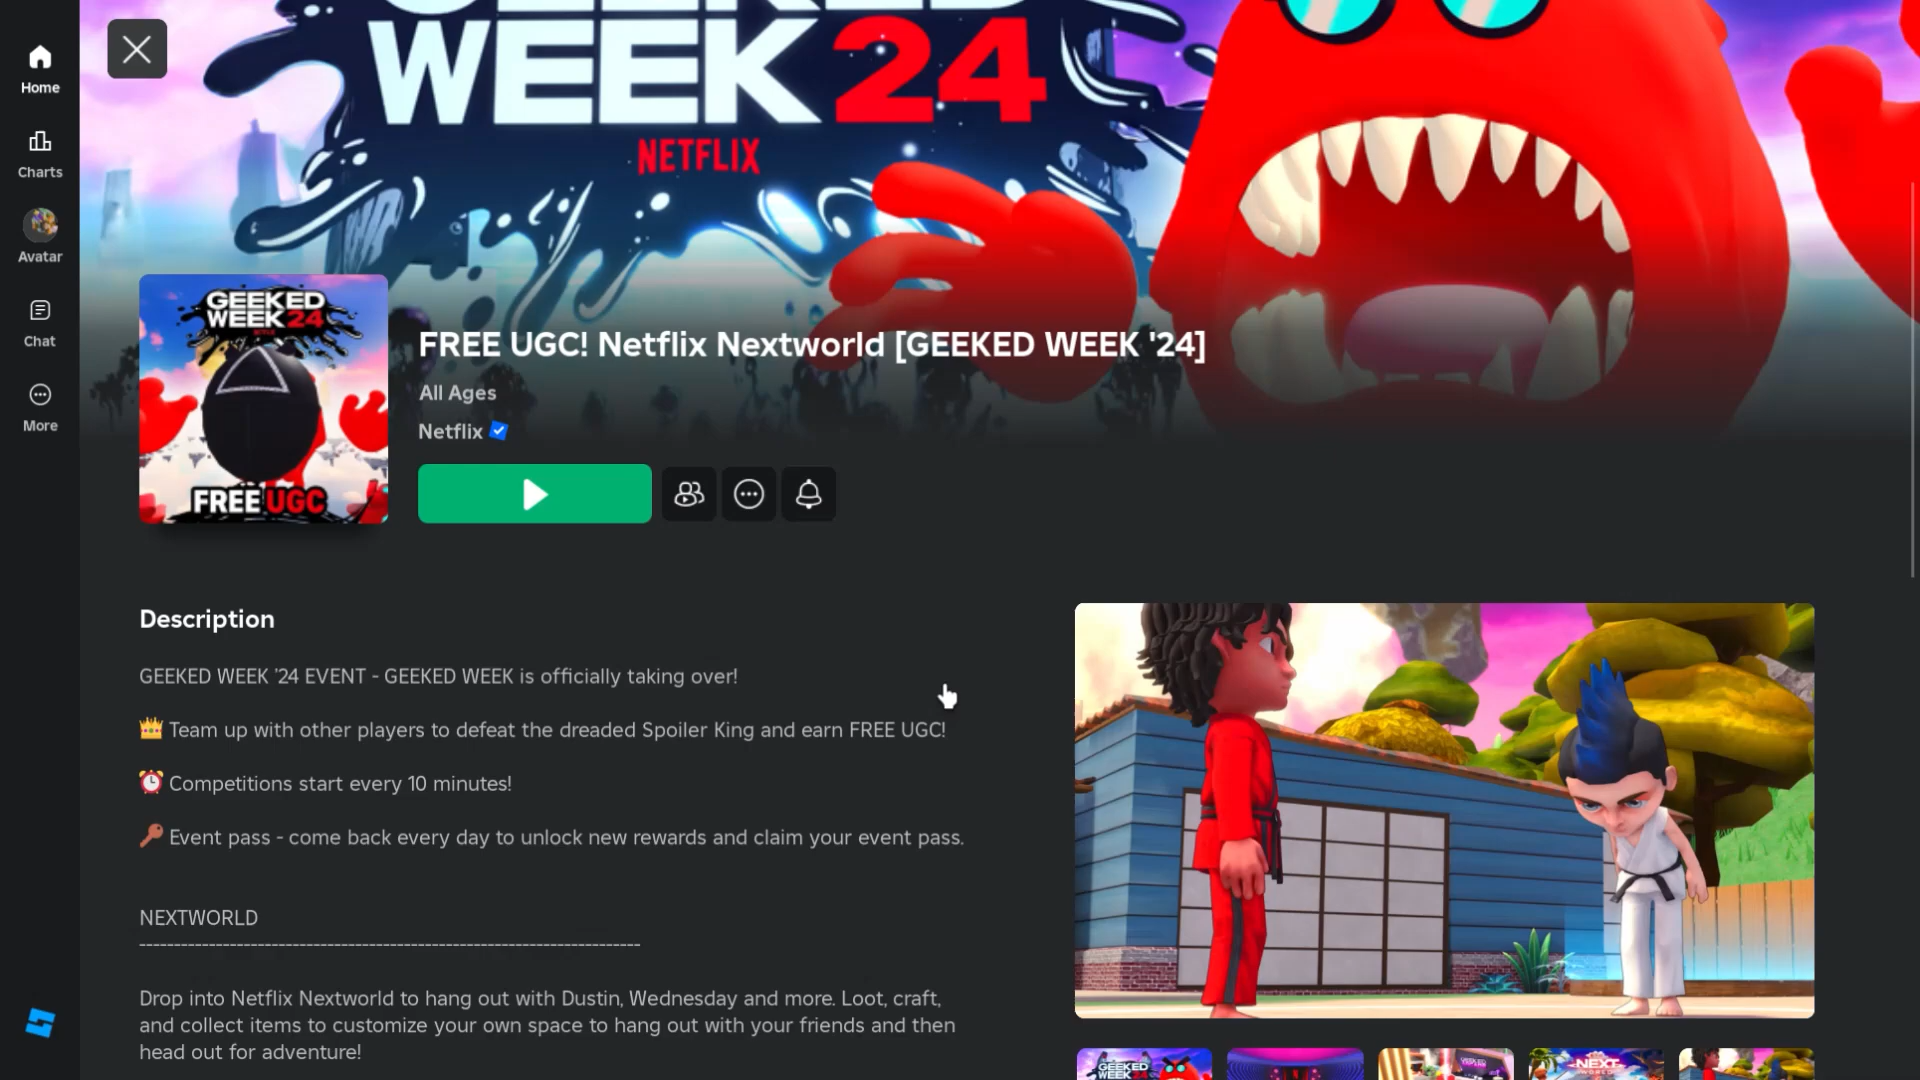 GEEKED
WEEK 24
NETFLIX
Home
Charts
Avatar
Chat
More
GEEKED
WEEK 24
FREE UGC
FREE UGC! Netflix Nextworld [GEEKED WEEK '24]
All Ages
Netflix
Description
GEEKED WEEK '24 EVENT - GEEKED WEEK is officially taking over!
👑 Team up with other players to defeat the dreaded Spoiler King and earn FREE UGC!
⏰ Competitions start every 10 minutes!
🔑 Event pass - come back every day to unlock new rewards and claim your event pass.
NEXTWORLD
------------------------------------------------------------------------
Drop into Netflix Nextworld to hang out with Dustin, Wednesday and more. Loot, craft,
and collect items to customize your own space to hang out with your friends and then
head out for adventure!
GEEKED
WEEK 24
NEXT